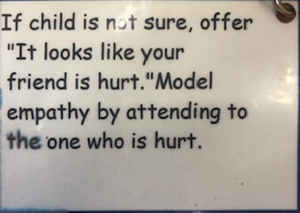 If child is not sure, offer
"It looks like your
friend is hurt."Model
empathy by attending to
the one who is hurt.